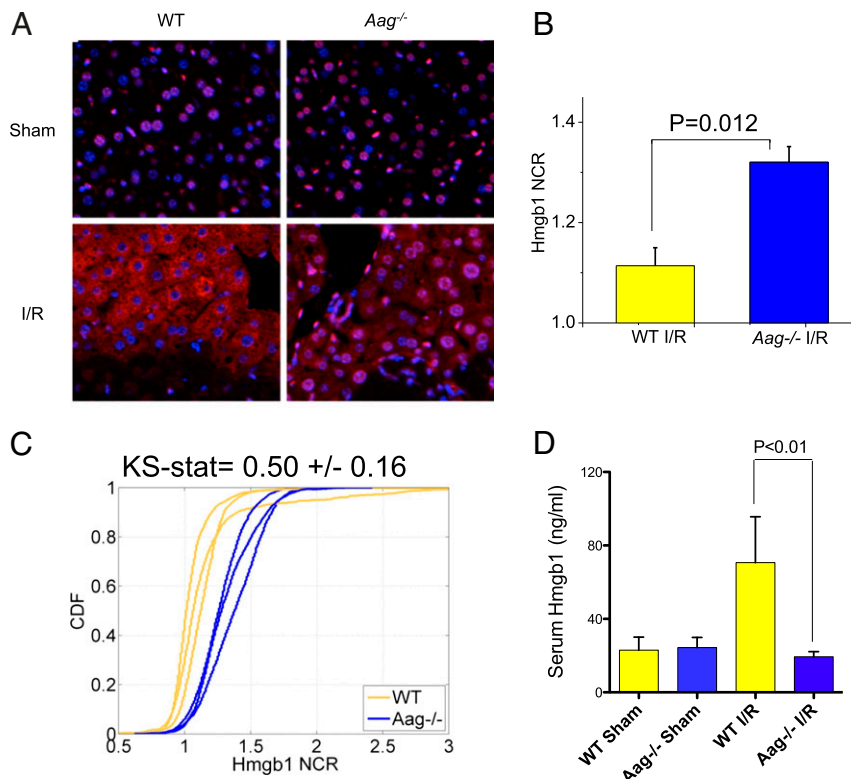 A
WT
Aag-/-
Sham
I/R
B
P=0.012
Hmgb1 NCR
1.4
1.2
1.0
WT I/R
Aag-/- I/R
C
KS-stat= 0.50 +/- 0.16
CDF
1
0.8
0.6
0.4
0.2
0
0.5
1
1.5
2
2.5
3
Hmgb1 NCR
WT
Aag-/-
D
P<0.01
Serum Hmgb1 (ng/ml)
120
80
40
0
WT Sham
Aag-/- Sham
WT I/R
Aag-/- I/R